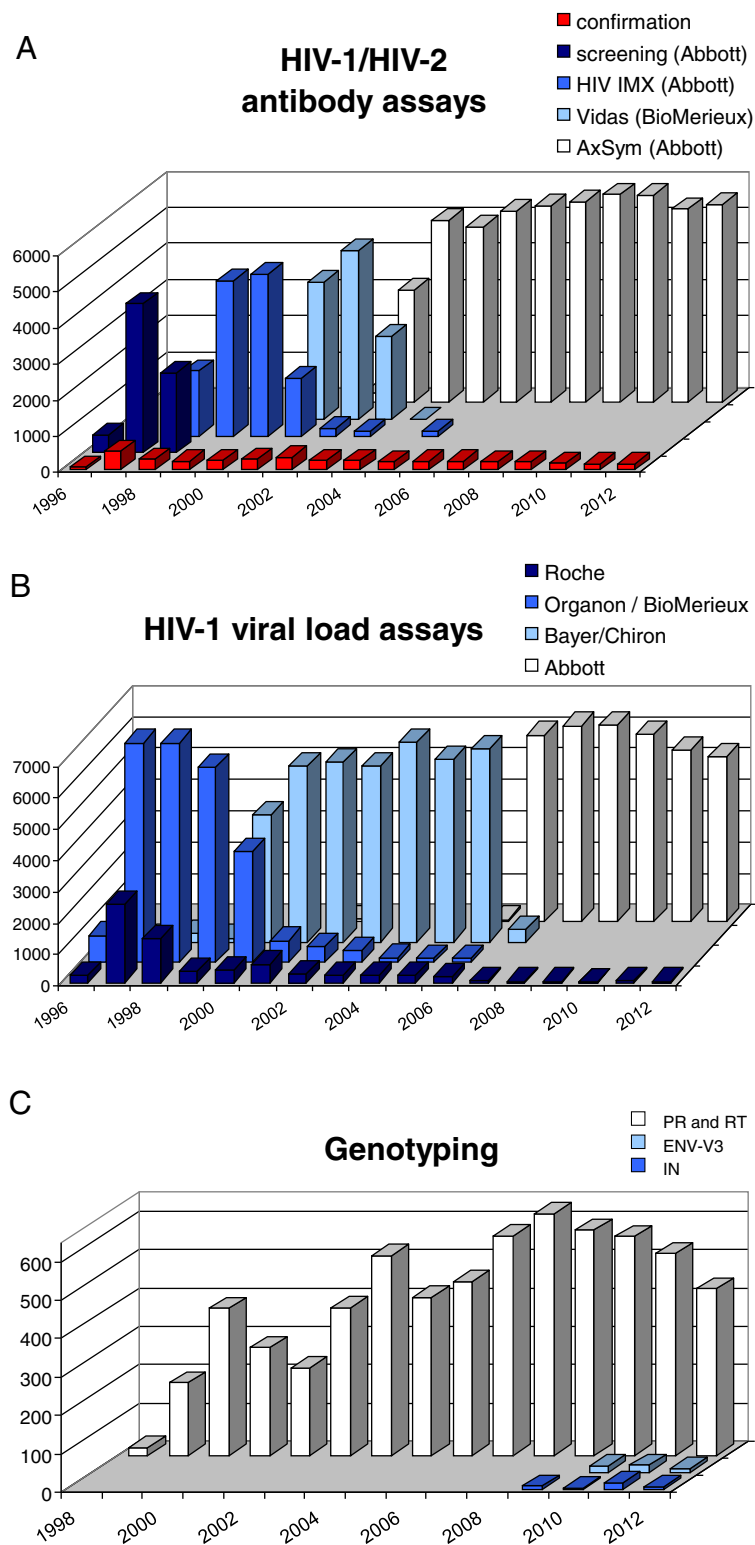 A
HIV-1/HIV-2
antibody assays
confirmation
screening (Abbott)
HIV IMX (Abbott)
Vidas (BioMerieux)
AxSym (Abbott)
6000
5000
4000
3000
2000
1000
0
1996 1998 2000 2002 2004 2006 2008 2010 2012
B
HIV-1 viral load assays
Roche
Organon / BioMerieux
Bayer/Chiron
Abbott
7000
6000
5000
4000
3000
2000
1000
0
1996 1998 2000 2002 2004 2006 2008 2010 2012
C
Genotyping
PR and RT
ENV-V3
IN
600
500
400
300
200
100
0
1998 2000 2002 2004 2006 2008 2010 2012